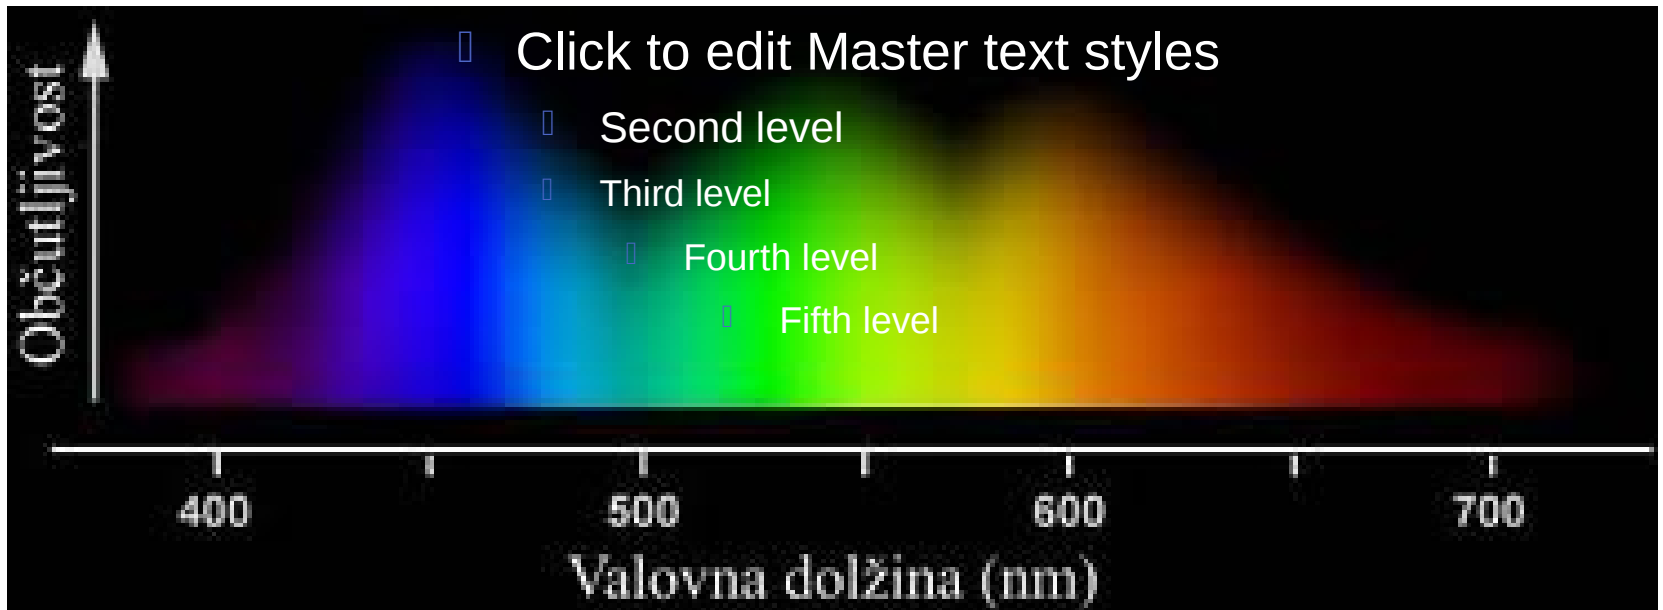 Občutljivost
Click to edit Master text styles
Second level
Third level
Fourth level
Fifth level
400 500 600 700
Valovna dolžina (nm)